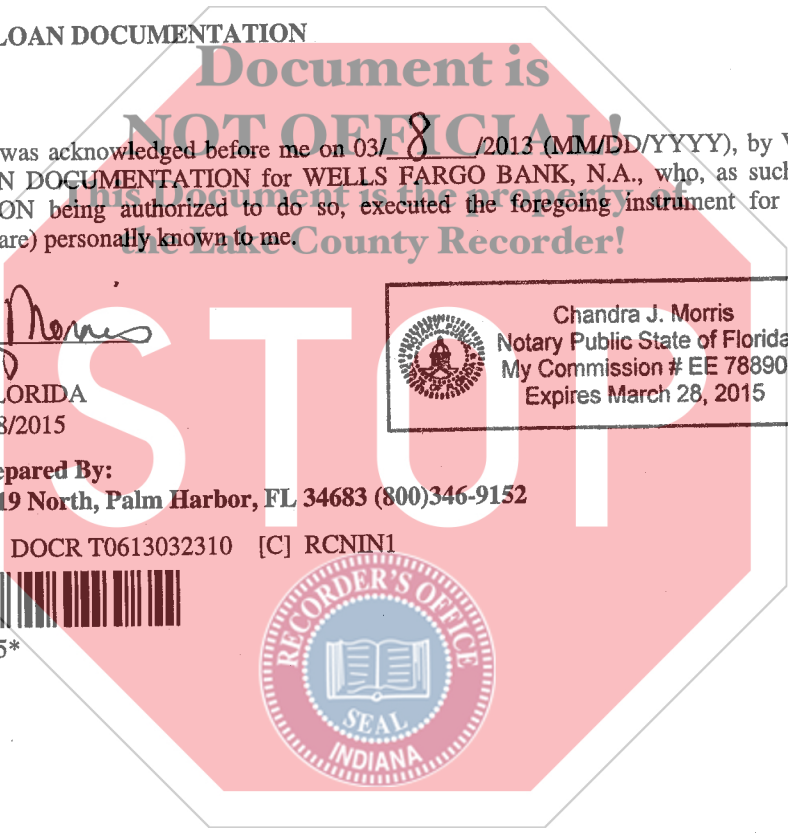 LOAN DOCUMENTATION
Document is
NOT OFFICIAL!
was acknowledged before me on 03/ 8 /2013 (MM/DD/YYYY), by
N DOCUMENTATION for WELLS FARGO BANK, N.A., who, as such
This Document is the property of
ON being authorized to do so, executed the foregoing instrument for
are) personally known to me.
the Lake County Recorder!
Morris
STOP
Chandra J. Morris
Notary Public State of Florida
My Commission # EE 78890
Expires March 28, 2015
LORIDA
8/2015
epared By:
19 North, Palm Harbor, FL 34683 (800)346-9152
DOCR T0613032310 [C] RCNIN1
5*
RECORDER'S OFFICE
SEAL
INDIANA